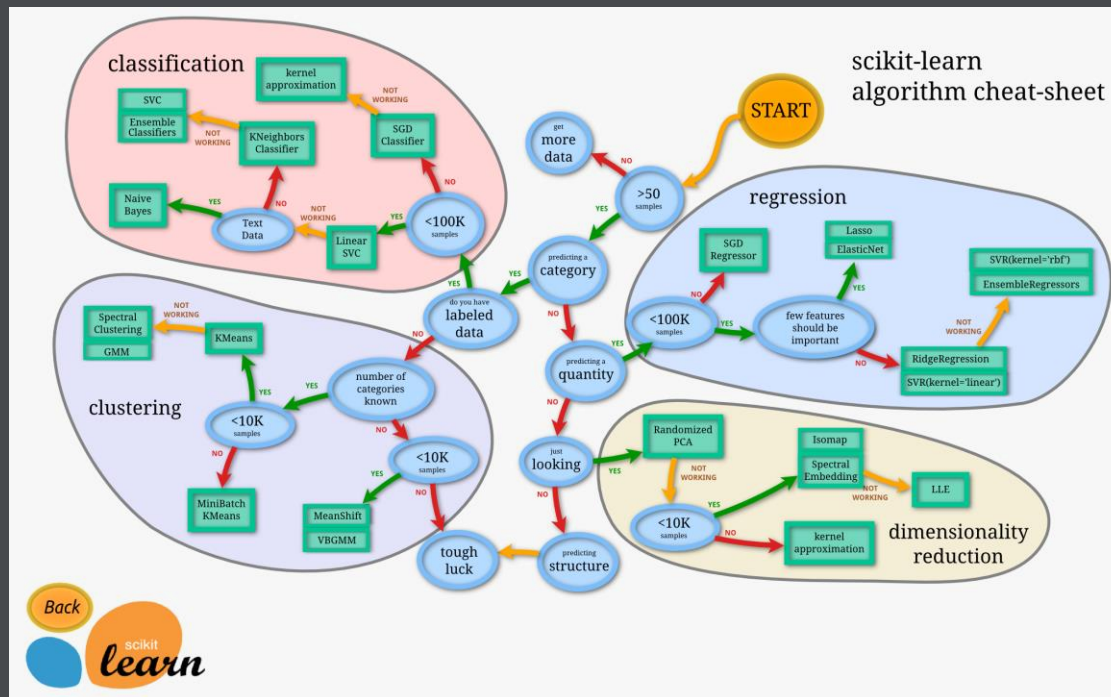 scikit-learn
algorithm cheat-sheet
START
get
more
data
NO
>50
samples
YES
predicting a
category
YES
NO
do you have
labeled
data
YES
NO
predicting a
quantity
YES
NO
just
looking
YES
NO
predicting
structure
tough
luck
classification
kernel
approximation
NOT
WORKING
SGD
Classifier
NO
<100K
samples
YES
Linear
SVC
NOT
WORKING
Text
Data
YES
Naive
Bayes
NO
KNeighbors
Classifier
NOT
WORKING
SVC
Ensemble
Classifiers
clustering
number of
categories
known
YES
NO
<10K
samples
YES
KMeans
NOT
WORKING
Spectral
Clustering
GMM
NO
MiniBatch
KMeans
<10K
samples
YES
MeanShift
VBGMM
NO
regression
<100K
samples
NO
SGD
Regressor
YES
few features
should be
important
YES
Lasso
ElasticNet
NO
RidgeRegression
SVR(kernel='linear')
NOT
WORKING
SVR(kernel='rbf')
EnsembleRegressors
dimensionality
reduction
Randomized
PCA
NOT
WORKING
<10K
samples
YES
Isomap
Spectral
Embedding
NOT
WORKING
LLE
NO
kernel
approximation
Back
scikit
learn